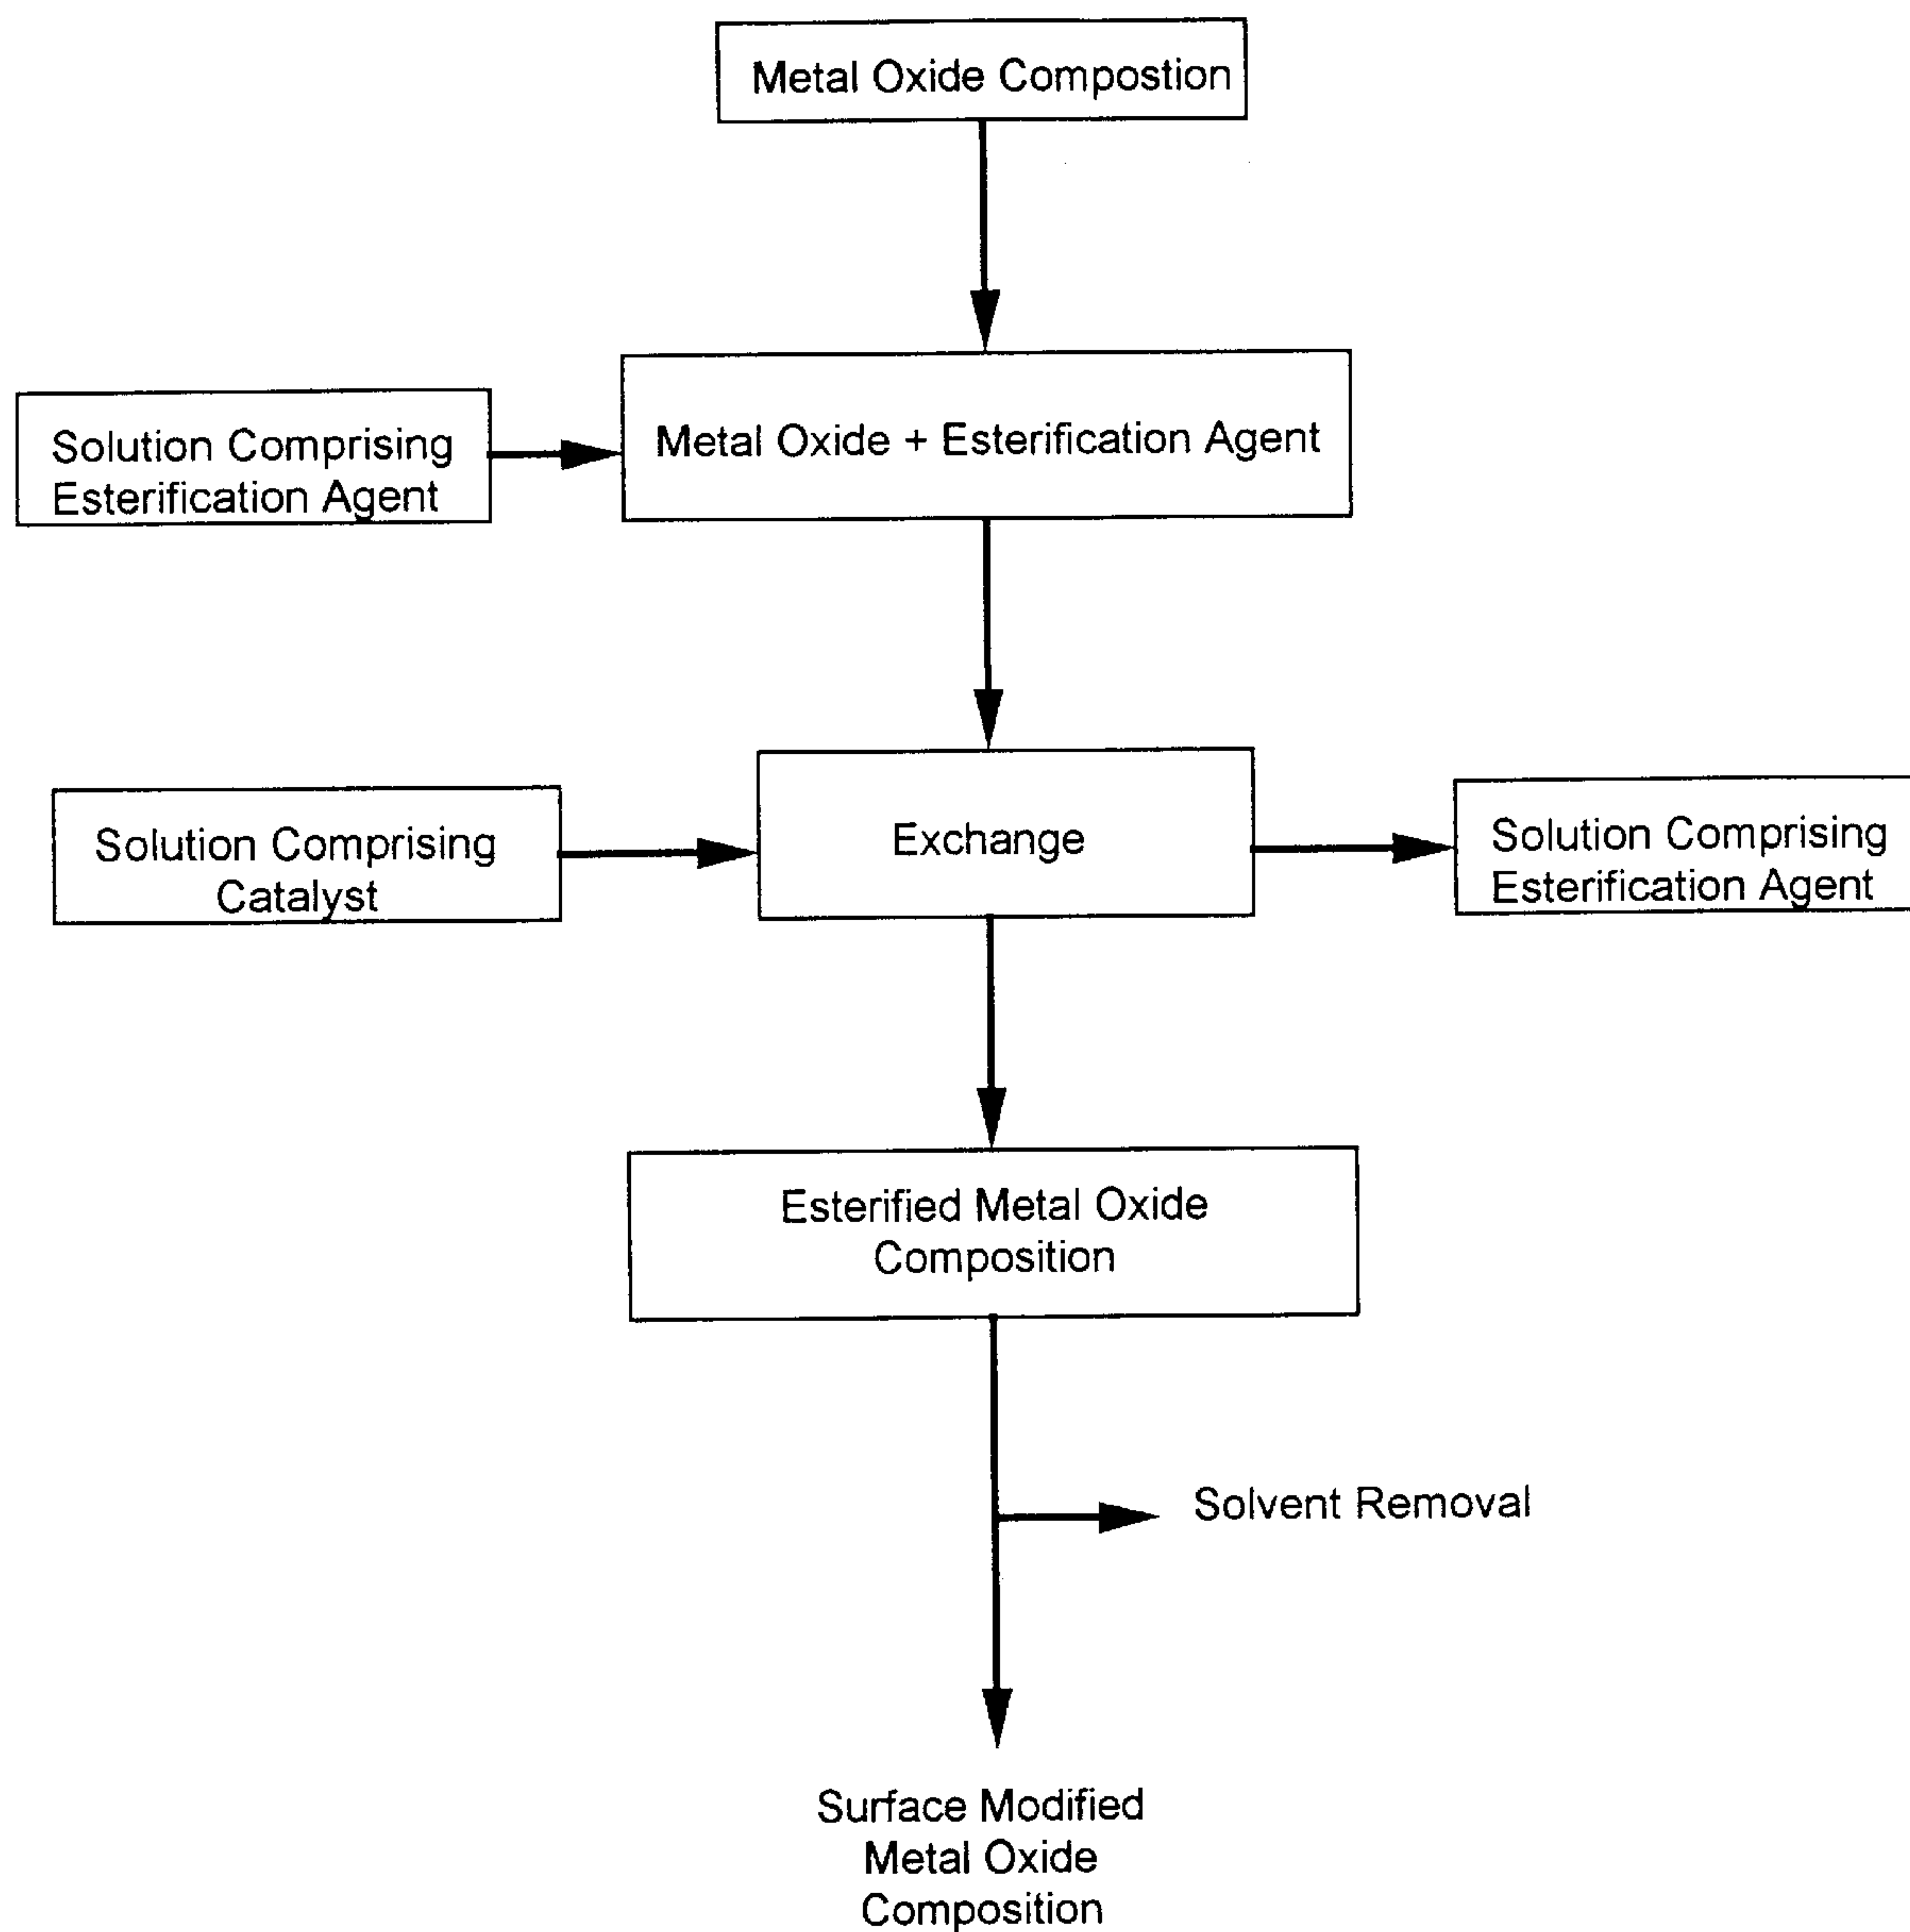 Metal Oxide Compostion
Metal Oxide + Esterification Agent
Solution Comprising
Esterification Agent
Exchange
Solution Comprising
Catalyst
Solution Comprising
Esterification Agent
Esterified Metal Oxide
Composition
Solvent Removal
Surface Modified
Metal Oxide
Composition